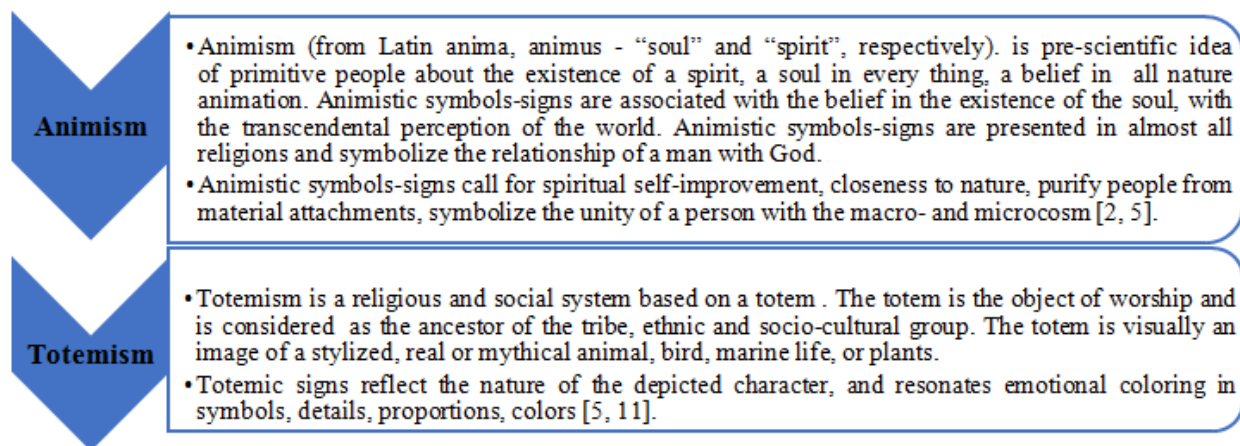 Animism
•Animism (from Latin anima, animus - “soul” and “spirit”, respectively). is pre-scientific idea
of primitive people about the existence of a spirit, a soul in every thing, a belief in all nature
animation. Animistic symbols-signs are associated with the belief in the existence of the soul, with
the transcendental perception of the world. Animistic symbols-signs are presented in almost all
religions and symbolize the relationship of a man with God.
•Animistic symbols-signs call for spiritual self-improvement, closeness to nature, purify people from
material attachments, symbolize the unity of a person with the macro- and microcosm [2, 5].
Totemism
•Totemism is a religious and social system based on a totem . The totem is the object of worship and
is considered as the ancestor of the tribe, ethnic and socio-cultural group. The totem is visually an
image of a stylized, real or mythical animal, bird, marine life, or plants.
•Totemic signs reflect the nature of the depicted character, and resonates emotional coloring in
symbols, details, proportions, colors [5, 11].